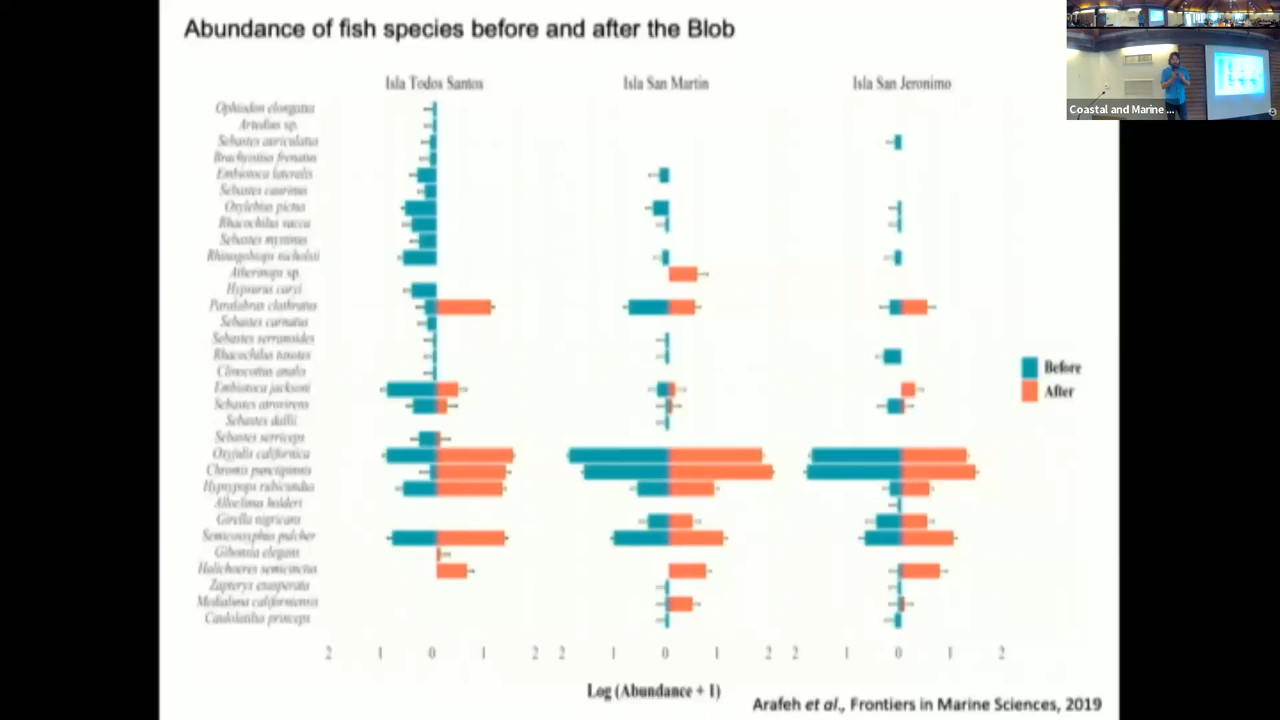 Abundance of fish species before and after the Blob
Coastal and Marine ...
Isla Todos Santos Isla San Martin Isla San Jeronimo
Ophiodon elongatus
Artedius sp.
Sebastes auriculatus
Brachyistius frenatus
Embiotoca lateralis
Sebastes caurinus
Oxylebius pictus
Rhacochilus vacca
Sebastes mystinus
Rhinogobiops nicholsii
Atherinops sp.
Hypsurus caryi
Paralabrax clathratus
Sebastes carnatus
Sebastes serranoides
Rhacochilus toxotes
Clinocottus analis
Embiotoca jacksoni
Sebastes atrovirens
Sebastes dallii
Sebastes serriceps
Oxyjulis californica
Chromis punctipinnis
Hypsypops rubicundus
Alloclinus holderi
Girella nigricans
Semicossyphus pulcher
Gibbonsia elegans
Halichoeres semicinctus
Zapteryx exasperata
Medialuna californiensis
Caulolatilus princeps
Before
After
2 1 0 1 2 2 1 0 1 2 2 1 0 1 2
Log (Abundance + 1)
Arafeh et al., Frontiers in Marine Sciences, 2019